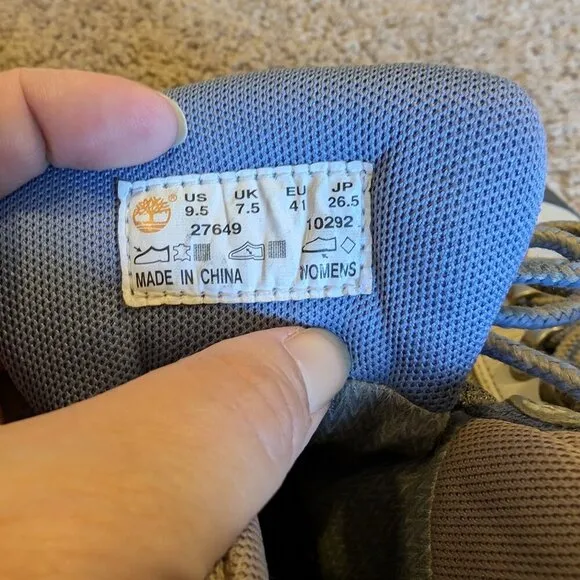 ® US UK EU JP
9.5 7.5 41 26.5
27649 10292
MADE IN CHINA WOMENS